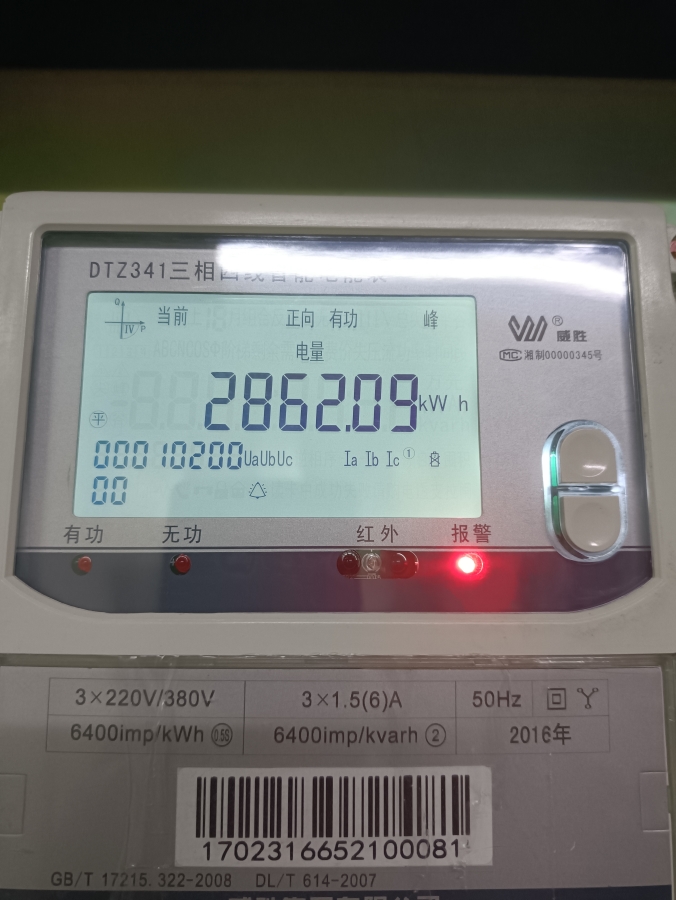 DTZ341三相四线智能电能表
当前 正向 有功 峰
电量
2862.09 kWh
平
00010200 UaUbUc Ia Ib Ic ①
00
威胜 ®
MC 湘制00000345号
有功 无功 红外 报警
3×220V/380V 3×1.5(6)A 50Hz
6400imp/kWh 0.5S 6400imp/kvarh ② 2016年
1702316652100081
GB/T 17215.322-2008 DL/T 614-2007